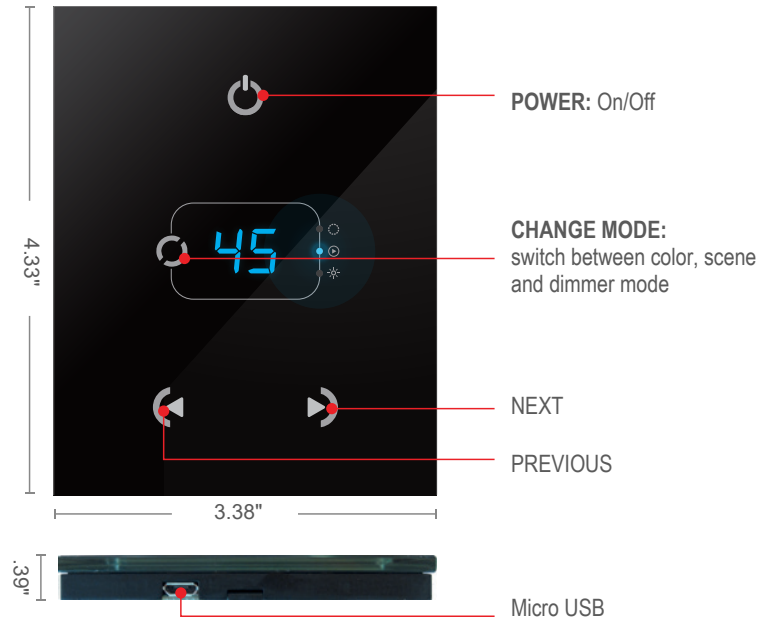 POWER: On/Off
45
CHANGE MODE:
switch between color, scene
and dimmer mode
4.33"
NEXT
PREVIOUS
3.38"
.39"
Micro USB